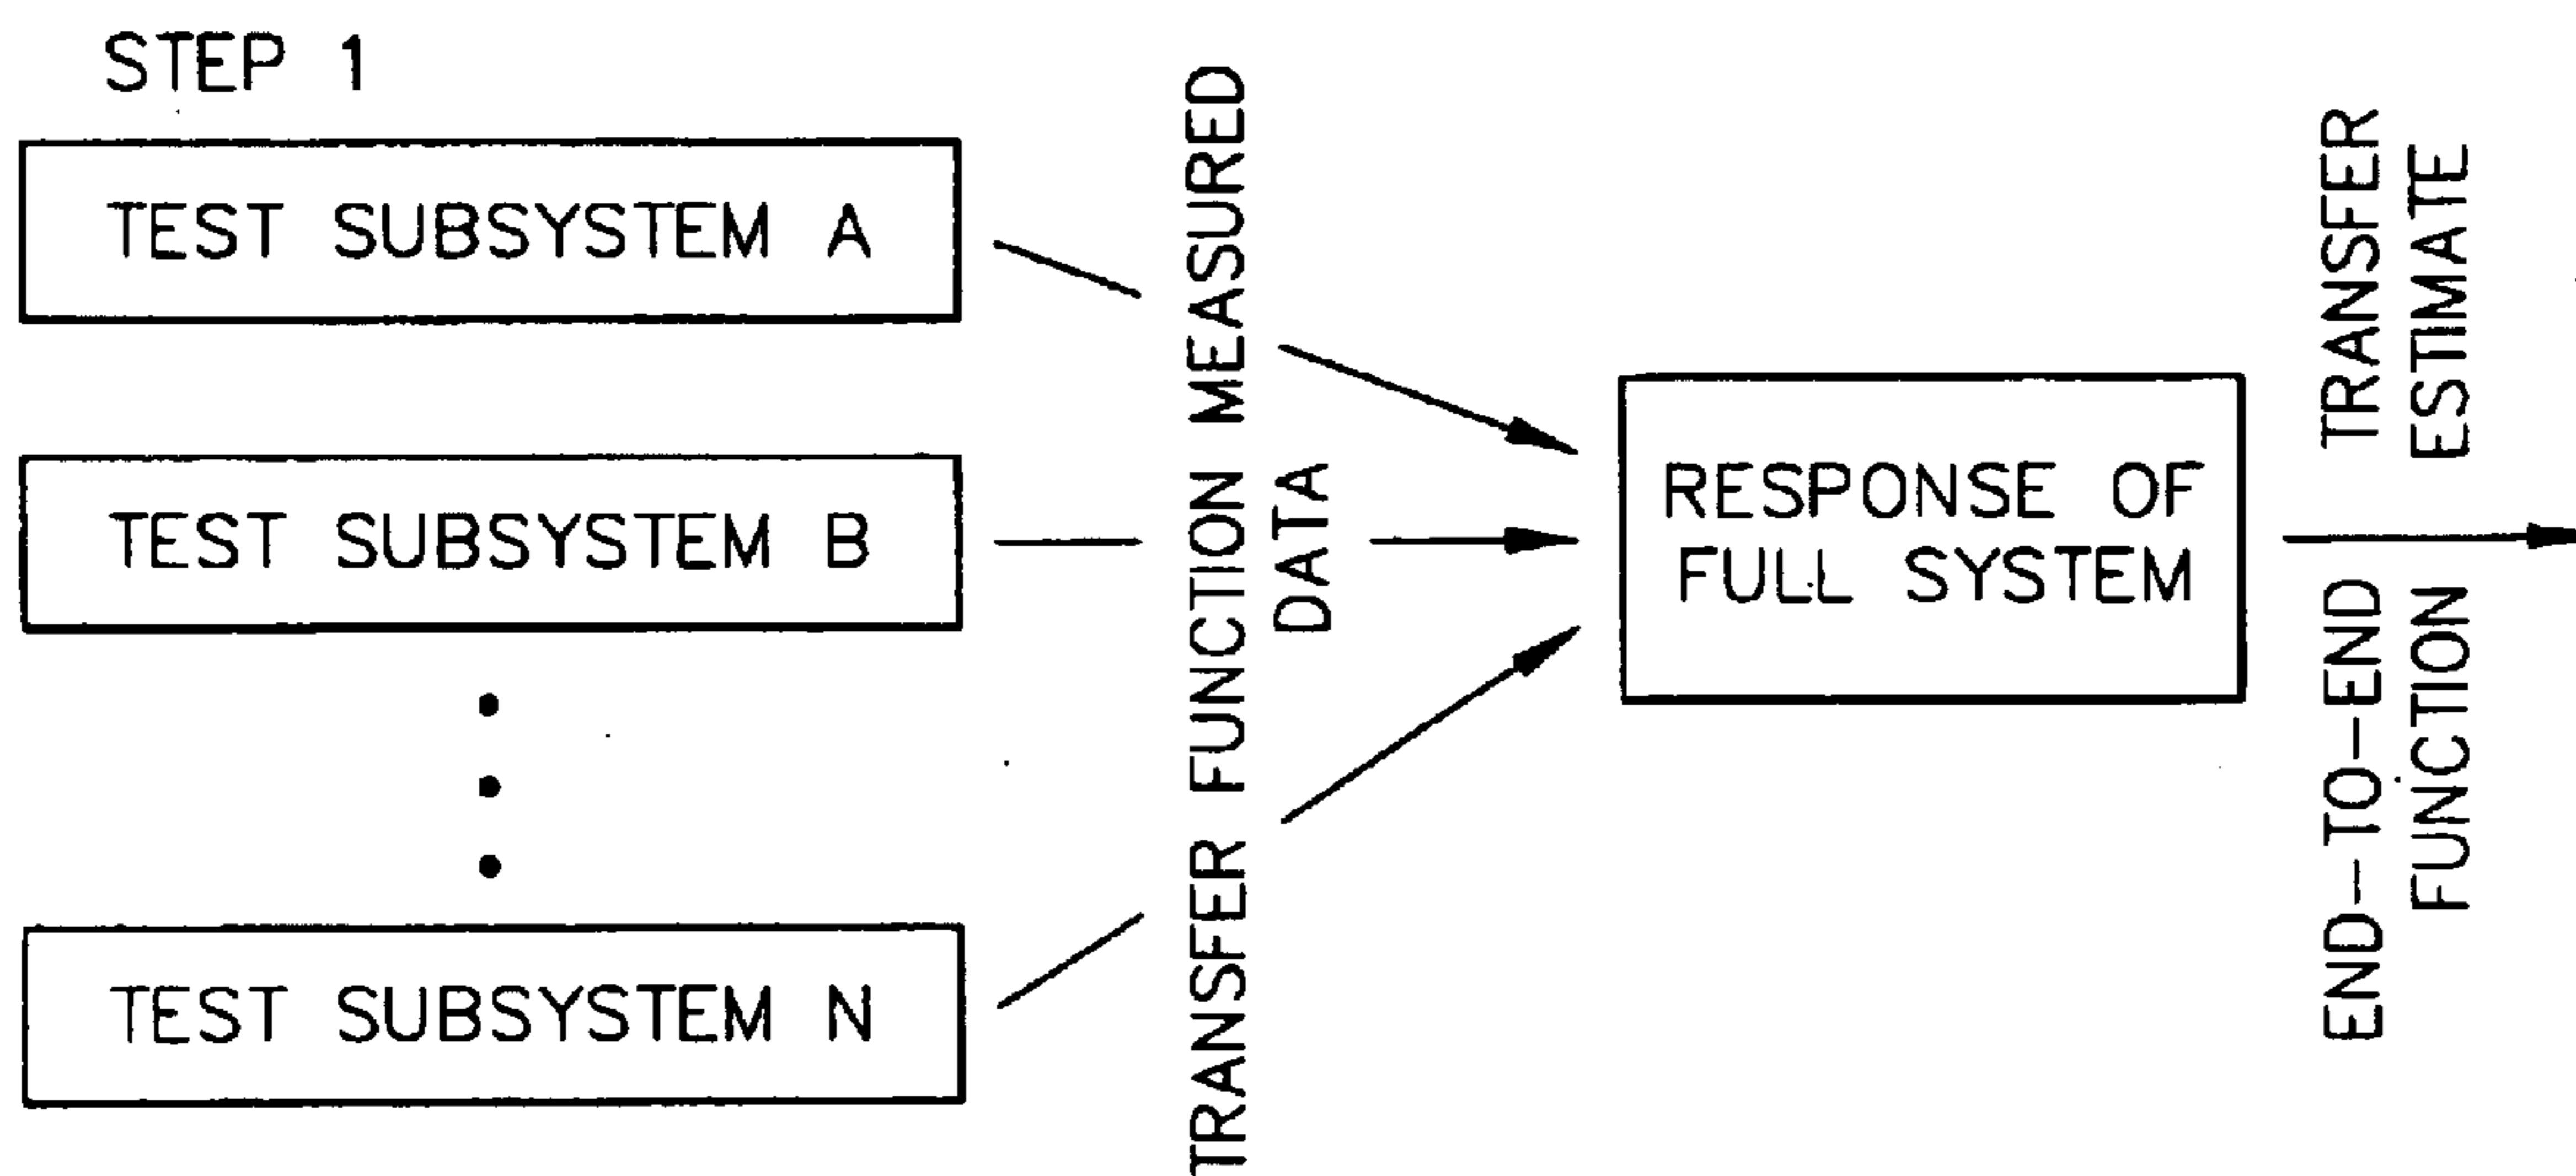 STEP 1
TEST SUBSYSTEM A
TEST SUBSYSTEM B
TEST SUBSYSTEM N
TRANSFER FUNCTION MEASURED
DATA
RESPONSE OF
FULL SYSTEM
END-TO-END TRANSFER
FUNCTION ESTIMATE